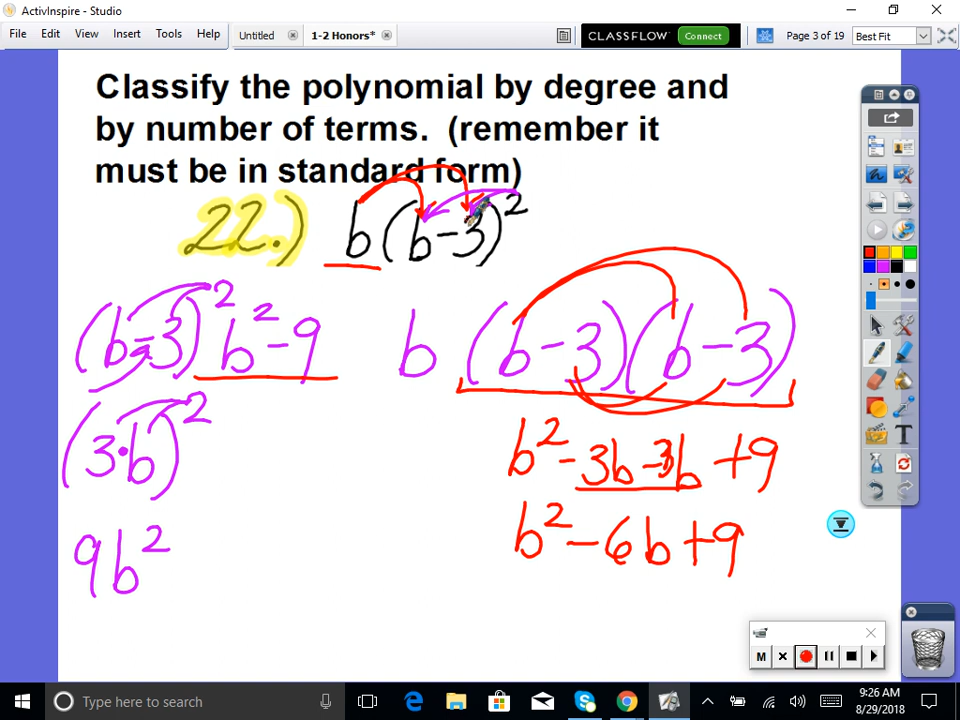 ActivInspire - Studio
File Edit View Insert Tools Help Untitled 1-2 Honors* CLASSFLOW Connect Page 3 of 19 Best Fit
Classify the polynomial by degree and
by number of terms. (remember it
must be in standard form)
22.) b(b-3)²
(b-3)² b²-9 b(b-3)(b-3)
(3·b)² b²-3b-3b+9
9b² b²-6b+9
M
Type here to search 9:26 AM
8/29/2018